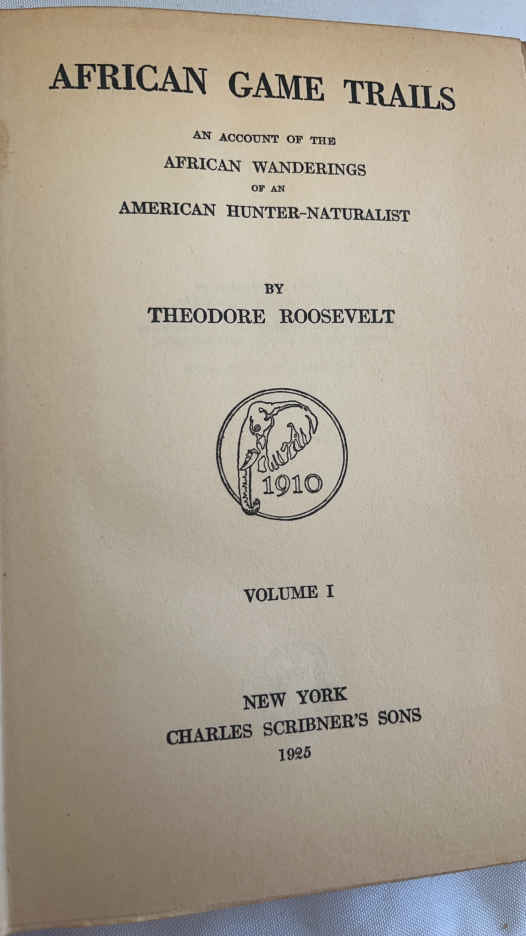 AFRICAN GAME TRAILS
AN ACCOUNT OF THE
AFRICAN WANDERINGS
OF AN
AMERICAN HUNTER-NATURALIST
BY
THEODORE ROOSEVELT
1910
VOLUME I
NEW YORK
CHARLES SCRIBNER'S SONS
1925